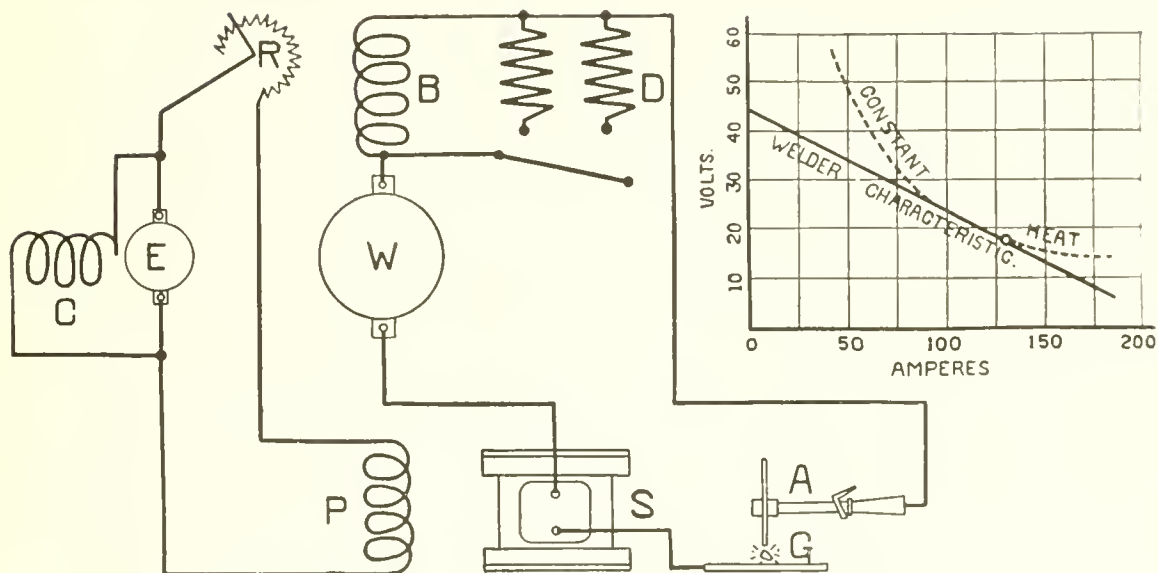 R
B
D
C
E
W
P
S
A
G
VOLTS.
60
50
40
30
20
10
CONSTANT
WELDER CHARACTERISTIC.
HEAT
0 50 100 150 200
AMPERES